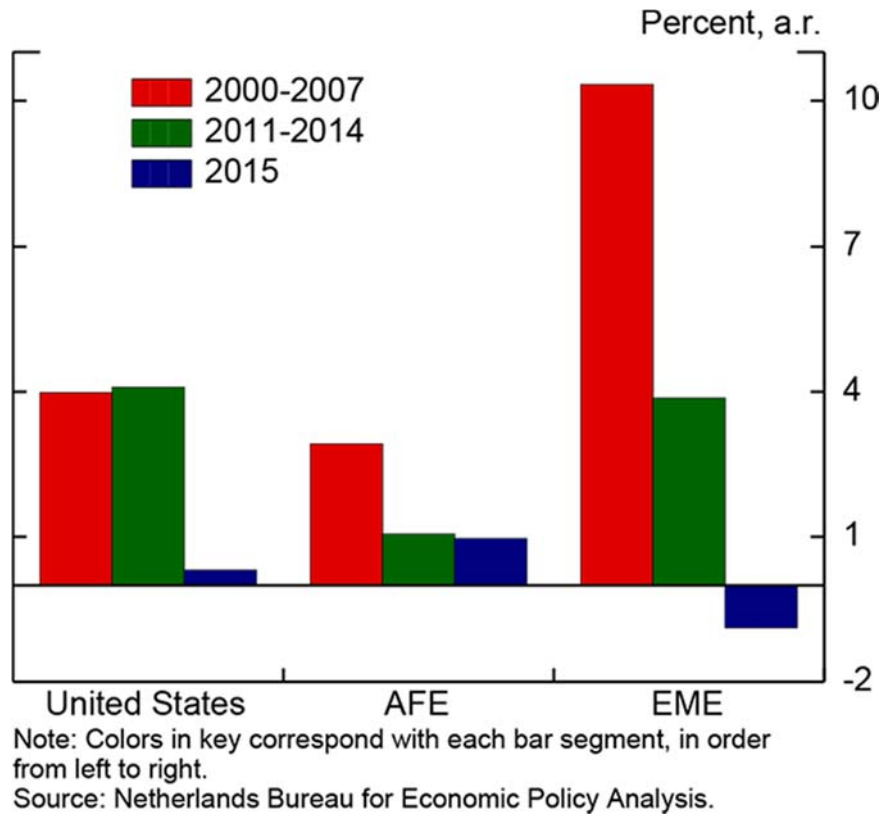 Percent, a.r.
2000-2007
2011-2014
2015
10
7
4
1
-2
United States AFE EME
Note: Colors in key correspond with each bar segment, in order
from left to right.
Source: Netherlands Bureau for Economic Policy Analysis.